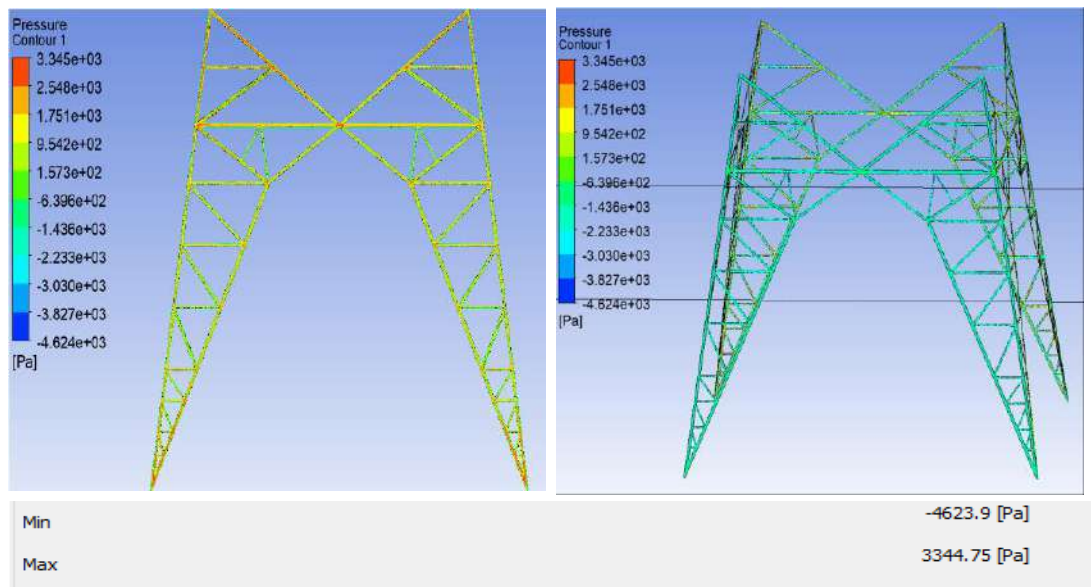 Pressure
Contour 1
3.345e+03
2.548e+03
1.751e+03
9.542e+02
1.573e+02
-6.396e+02
-1.436e+03
-2.233e+03
-3.030e+03
-3.827e+03
-4.624e+03
[Pa]
Pressure
Contour 1
3.345e+03
2.548e+03
1.751e+03
9.542e+02
1.573e+02
-6.396e+02
-1.436e+03
-2.233e+03
-3.030e+03
-3.827e+03
-4.624e+03
[Pa]
Min -4623.9 [Pa]
Max 3344.75 [Pa]